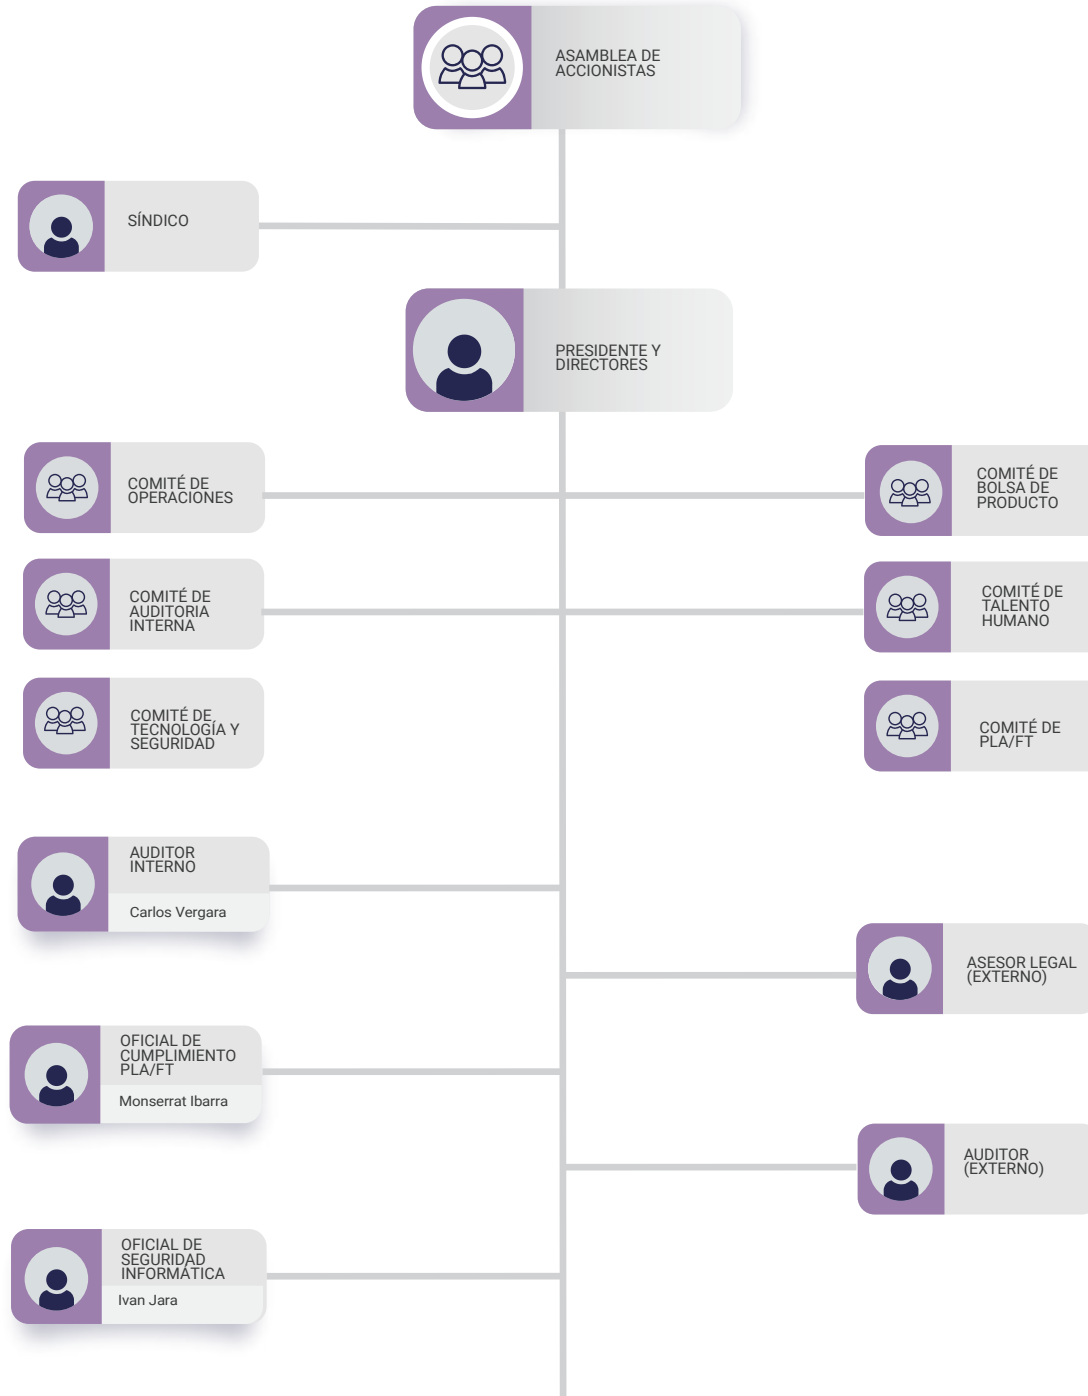 ASAMBLEA DE
ACCIONISTAS
SÍNDICO
PRESIDENTE Y
DIRECTORES
COMITÉ DE
OPERACIONES
COMITÉ DE
BOLSA DE
PRODUCTO
COMITÉ DE
AUDITORIA
INTERNA
COMITÉ DE
TALENTO
HUMANO
COMITÉ DE
TECNOLOGÍA Y
SEGURIDAD
COMITÉ DE
PLA/FT
AUDITOR
INTERNO
Carlos Vergara
ASESOR LEGAL
(EXTERNO)
OFICIAL DE
CUMPLIMIENTO
PLA/FT
Monserrat Ibarra
AUDITOR
(EXTERNO)
OFICIAL DE
SEGURIDAD
INFORMÁTICA
Ivan Jara